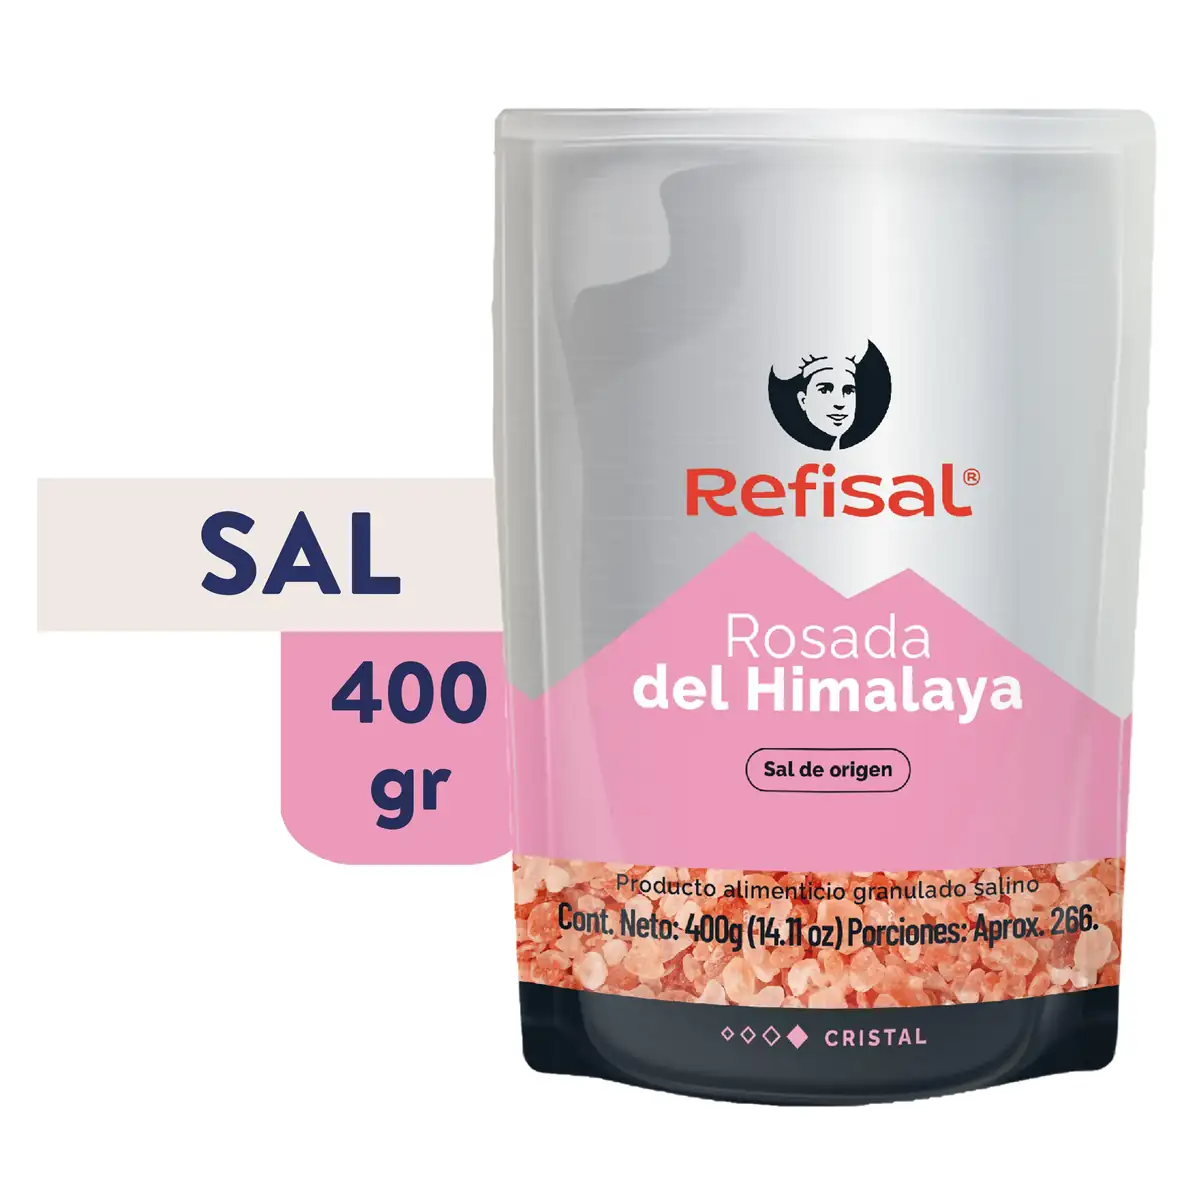 SAL
400
gr
Refisal®
Rosada
del Himalaya
Sal de origen
Producto alimenticio granulado salino
Cont. Neto: 400g (14.11 oz) Porciones: Aprox. 266.
CRISTAL